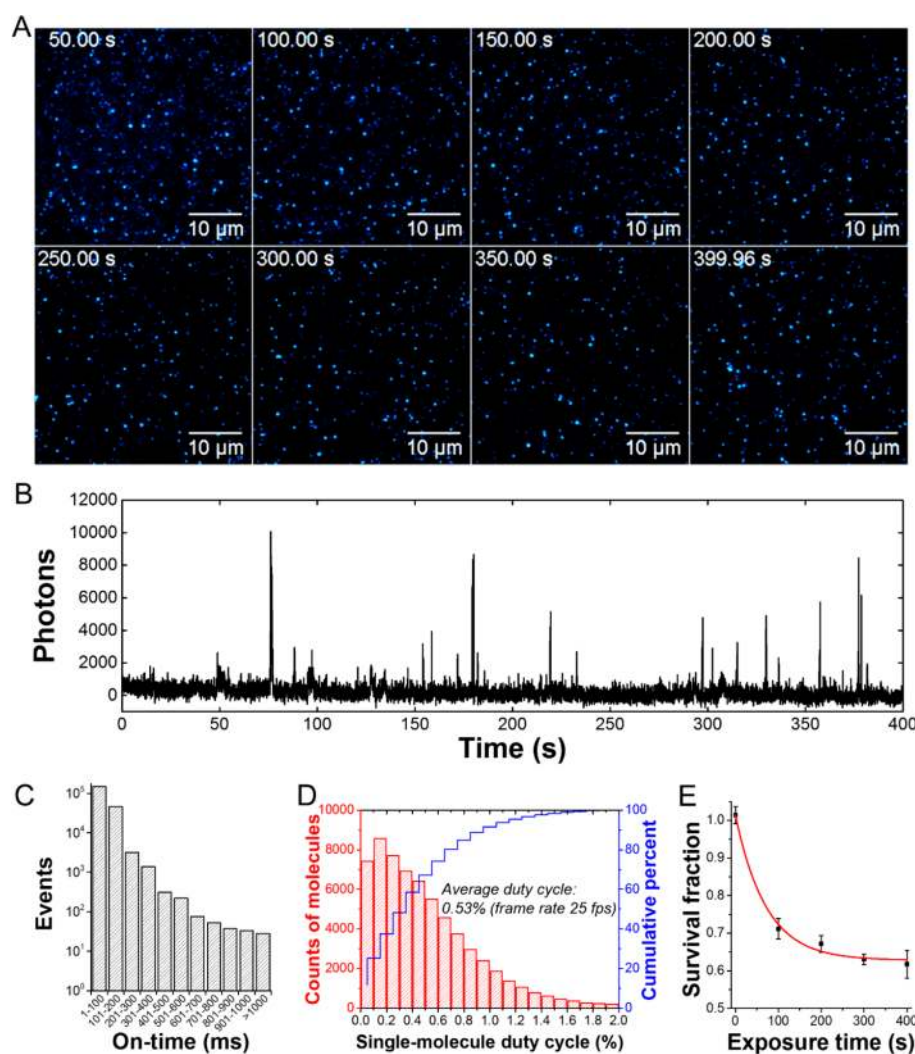 A
50.00 s 100.00 s 150.00 s 200.00 s
10 µm 10 µm 10 µm 10 µm
250.00 s 300.00 s 350.00 s 399.96 s
10 µm 10 µm 10 µm 10 µm
B
12000
10000
8000
6000
4000
2000
0
Photons
0 50 100 150 200 250 300 350 400
Time (s)
C
10⁵
10⁴
10³
10²
10¹
10⁰
Events
1-100 101-200 201-300 301-400 401-500 501-600 601-700 701-800 801-900 901-1000 >1000
On-time (ms)
D
10000
8000
6000
4000
2000
0
Counts of molecules
Average duty cycle:
0.53% (frame rate 25 fps)
100
80
60
40
20
0
Cumulative percent
0.0 0.2 0.4 0.6 0.8 1.0 1.2 1.4 1.6 1.8 2.0
Single-molecule duty cycle (%)
E
1.0
0.9
0.8
0.7
0.6
0.5
Survival fraction
0 100 200 300 400
Exposure time (s)